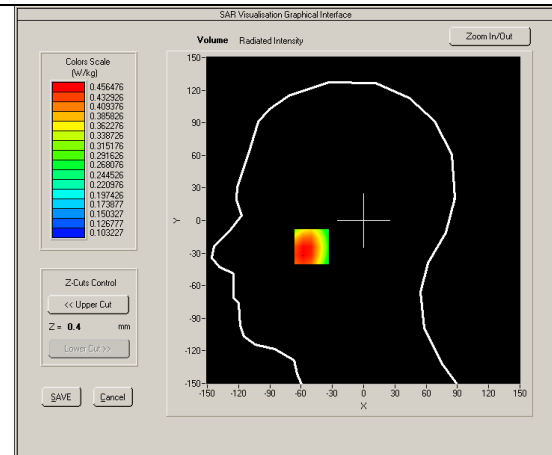 SAR Visualisation Graphical Interface
Volume Radiated Intensity
Zoom In/Out
Colors Scale
(W/kg)
0.456476
0.432926
0.409376
0.385826
0.362276
0.338726
0.315176
0.291626
0.268076
0.244526
0.220976
0.197426
0.173877
0.150327
0.126777
0.103227
Z-Cuts Control
<< Upper Cut
Z = 0.4 mm
Lower Cut >>
SAVE Cancel
150
120
90
60
30
0
-30
-60
-90
-120
-150
Y
-150 -120 -90 -60 -30 0 30 60 90 120 150
X